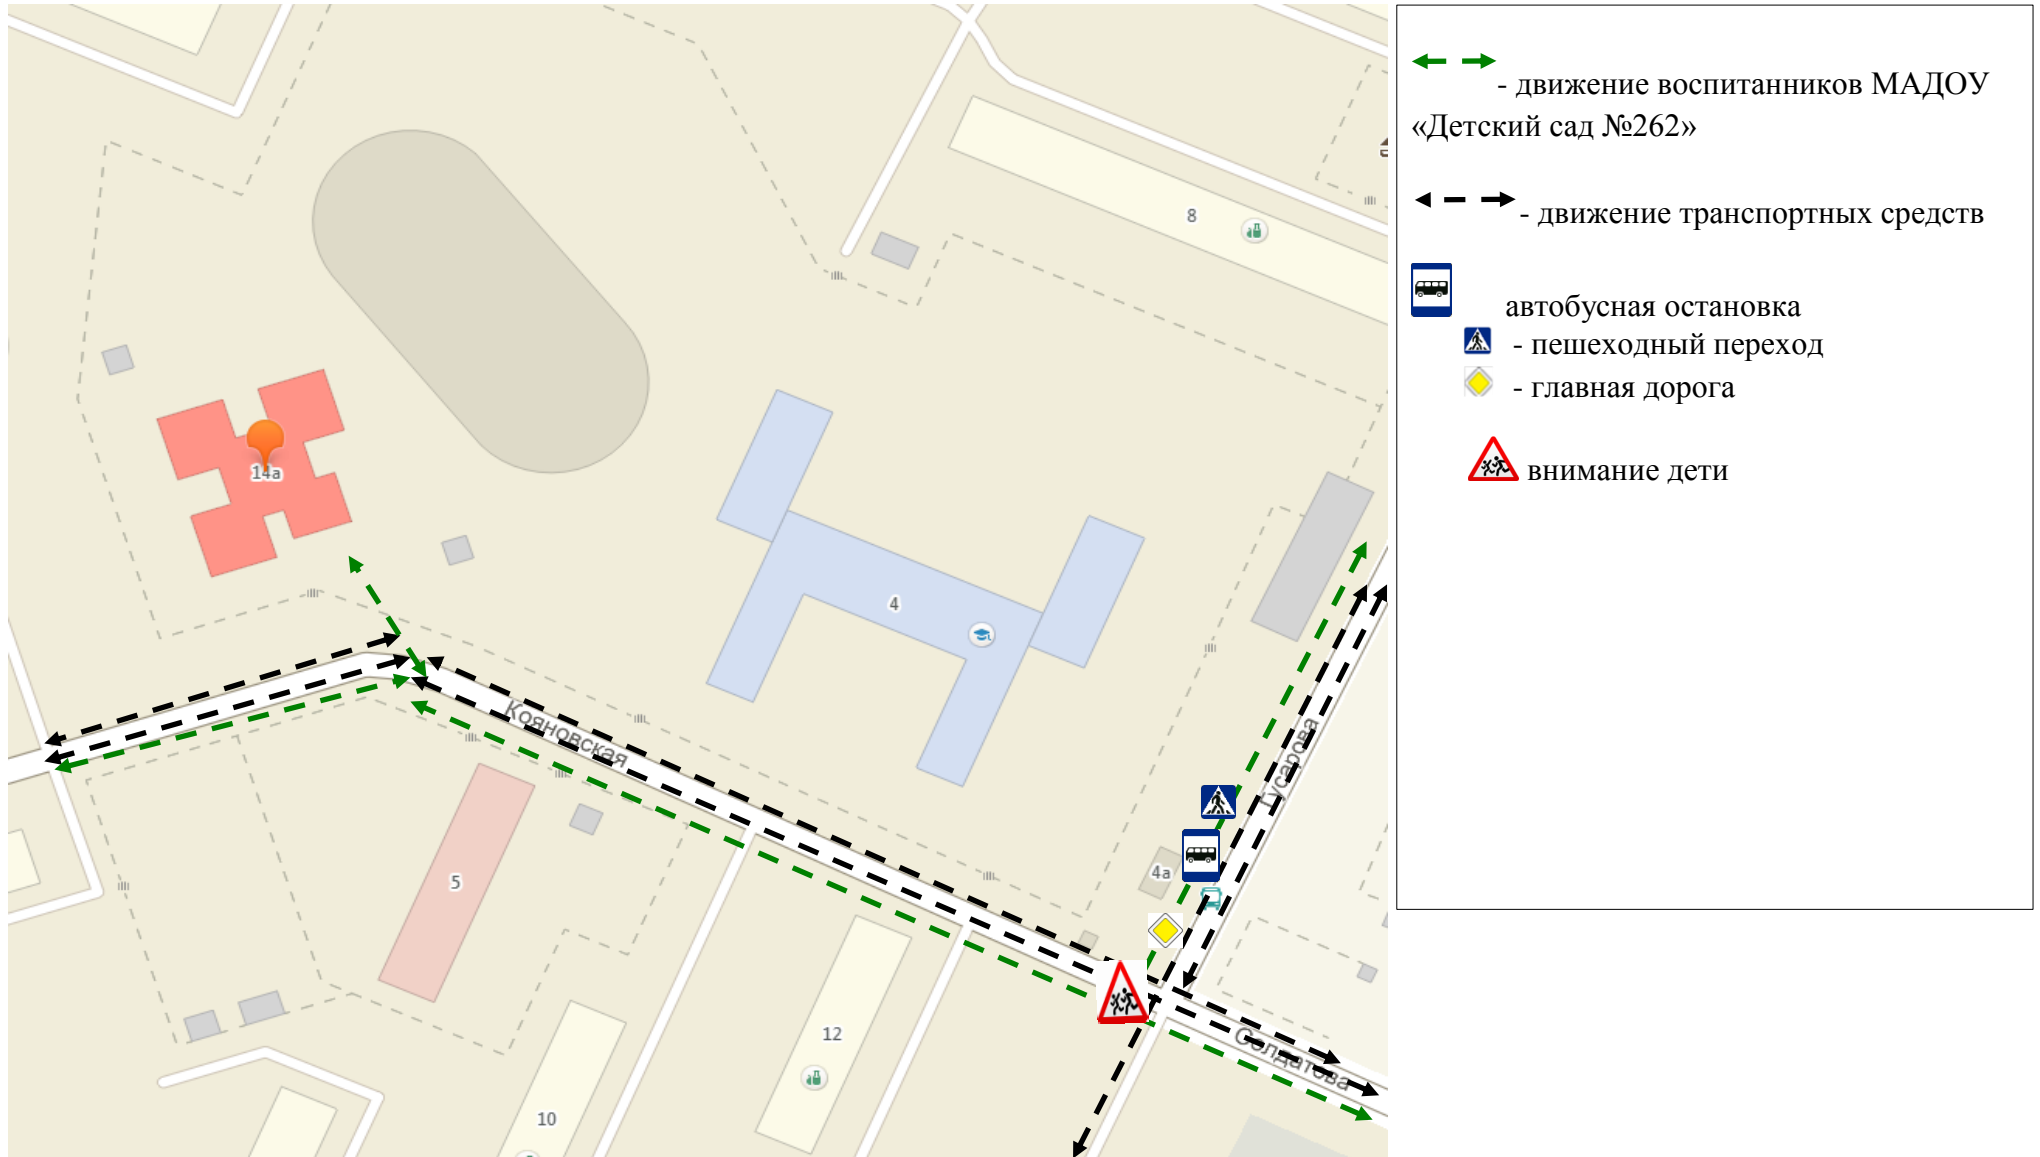 - движение воспитанников МАДОУ
«Детский сад №262»
- движение транспортных средств
автобусная остановка
- пешеходный переход
- главная дорога
внимание дети
8
14а
4
Кояновская
Гусарова
5
4а
12
Солдатова
10